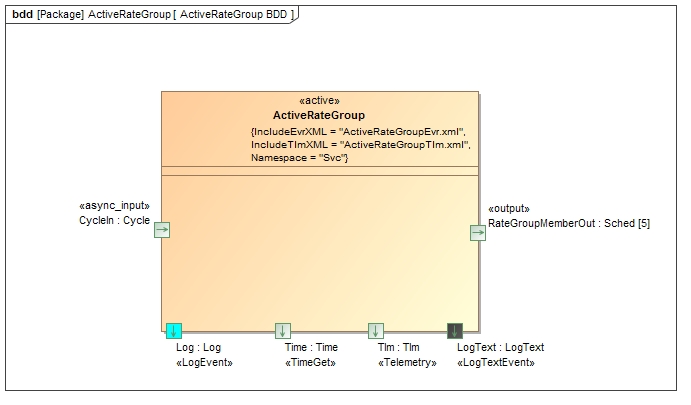 bdd [Package] ActiveRateGroup [ ActiveRateGroup BDD ]
«active»
ActiveRateGroup
{IncludeEvrXML = "ActiveRateGroupEvr.xml",
IncludeTlmXML = "ActiveRateGroupTlm.xml",
Namespace = "Svc"}
«async_input»
CycleIn : Cycle
«output»
RateGroupMemberOut : Sched [5]
Log : Log
«LogEvent»
Time : Time
«TimeGet»
Tlm : Tlm
«Telemetry»
LogText : LogText
«LogTextEvent»